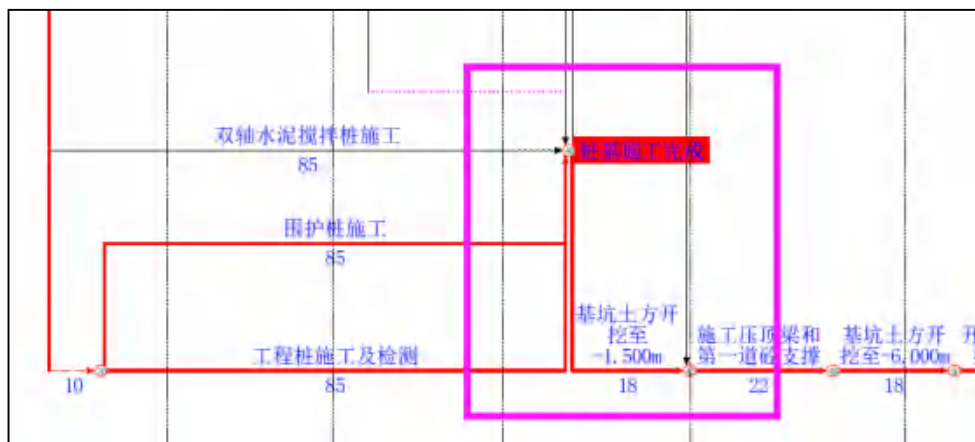 双轴水泥搅拌桩施工
85
桩基施工完成
围护桩施工
85
基坑土方开
挖至
-1.500m
施工压顶梁和
第一道砼支撑
基坑土方开
挖至-6.000m
开
工程桩施工及检测
10
85
18
22
18